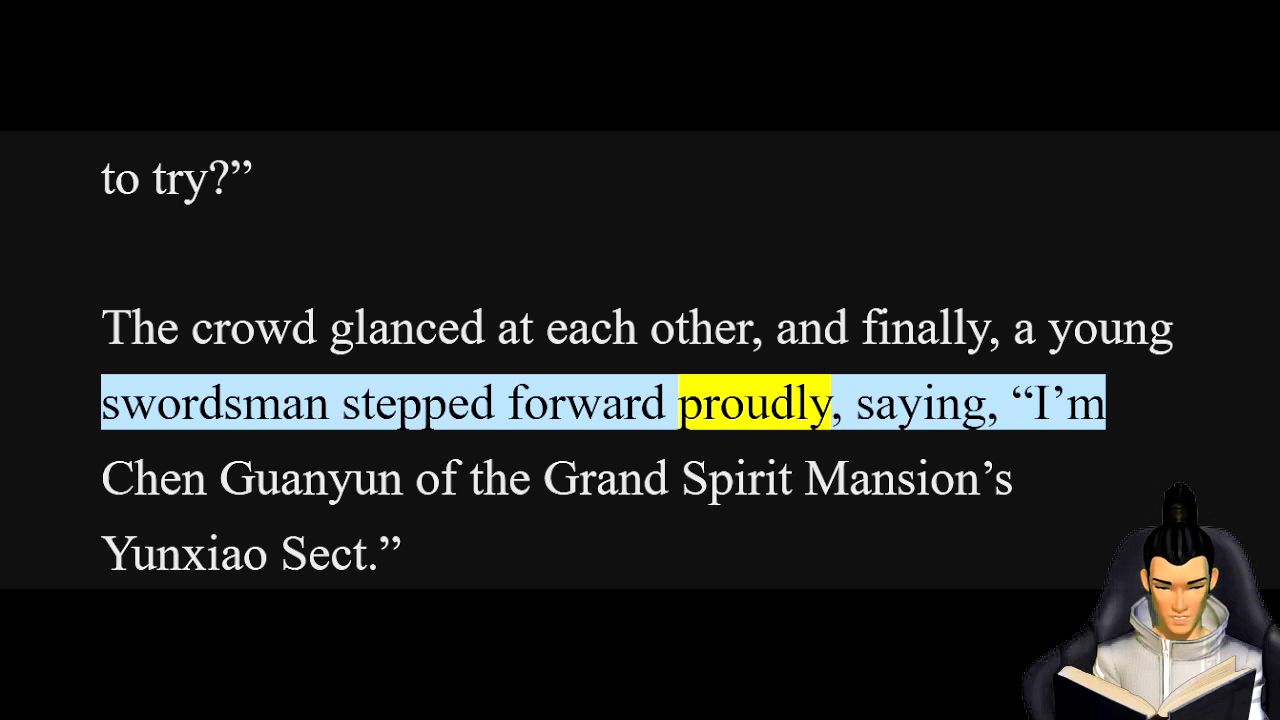 to try?”
The crowd glanced at each other, and finally, a young
swordsman stepped forward proudly, saying, “I’m
Chen Guanyun of the Grand Spirit Mansion’s
Yunxiao Sect.”